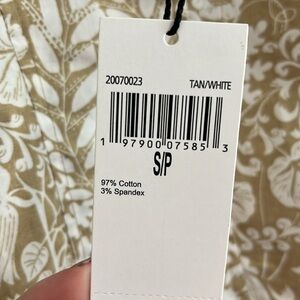 20070023 TAN/WHITE
1 97900 07585 3
S/P
97% Cotton
3% Spandex